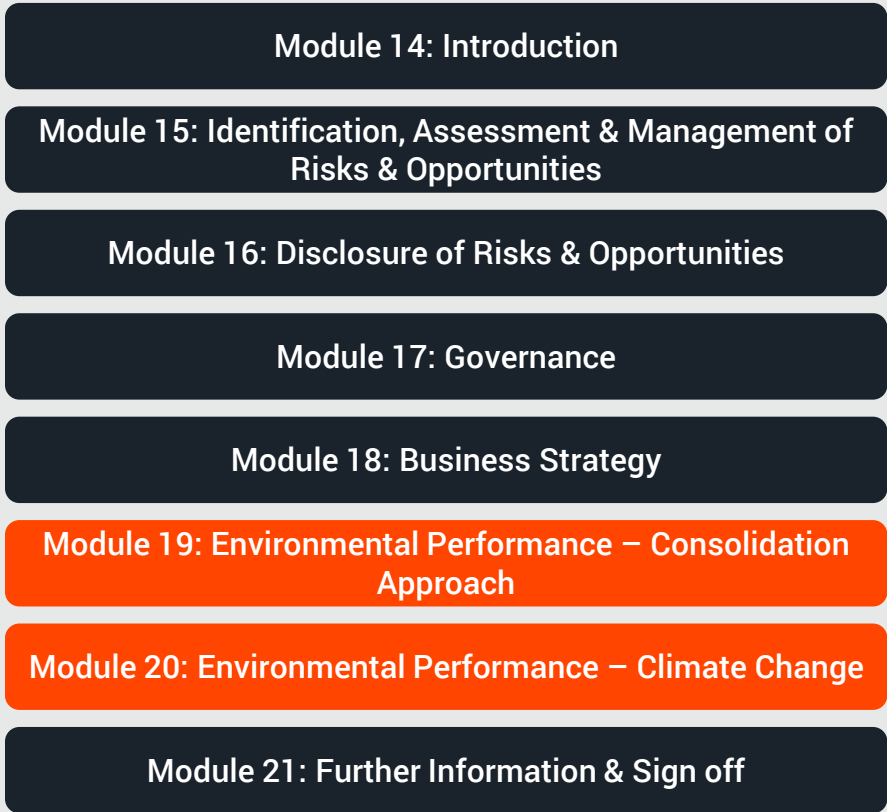 Module 14: Introduction
Module 15: Identification, Assessment & Management of
Risks & Opportunities
Module 16: Disclosure of Risks & Opportunities
Module 17: Governance
Module 18: Business Strategy
Module 19: Environmental Performance – Consolidation
Approach
Module 20: Environmental Performance – Climate Change
Module 21: Further Information & Sign off